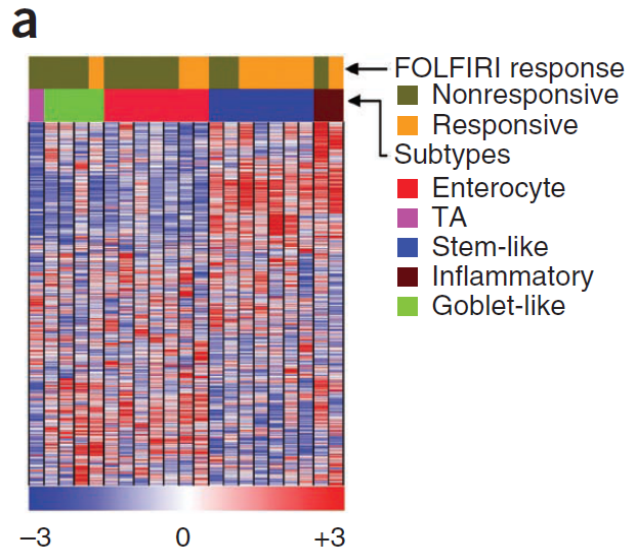 a
FOLFIRI response
Nonresponsive
Responsive
Subtypes
Enterocyte
TA
Stem-like
Inflammatory
Goblet-like
–3 0 +3